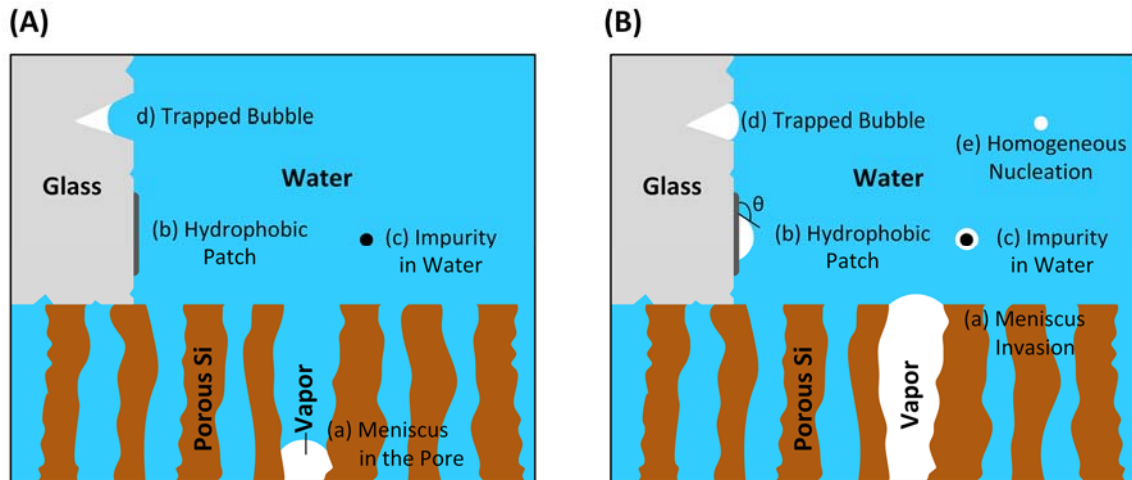 (A)
d) Trapped Bubble
Glass
Water
(b) Hydrophobic
Patch
(c) Impurity
in Water
Porous Si
Vapor
(a) Meniscus
in the Pore
(B)
(d) Trapped Bubble
(e) Homogeneous
Nucleation
Glass
Water
θ
(b) Hydrophobic
Patch
(c) Impurity
in Water
(a) Meniscus
Invasion
Porous Si
Vapor